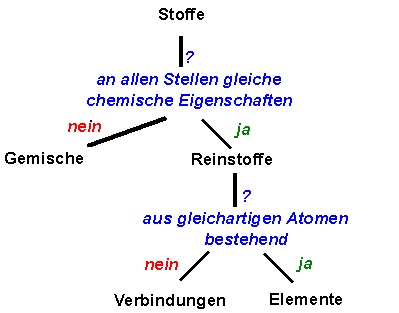 Stoffe
?
an allen Stellen gleiche
chemische Eigenschaften
nein
ja
Gemische
Reinstoffe
?
aus gleichartigen Atomen
bestehend
nein
ja
Verbindungen
Elemente